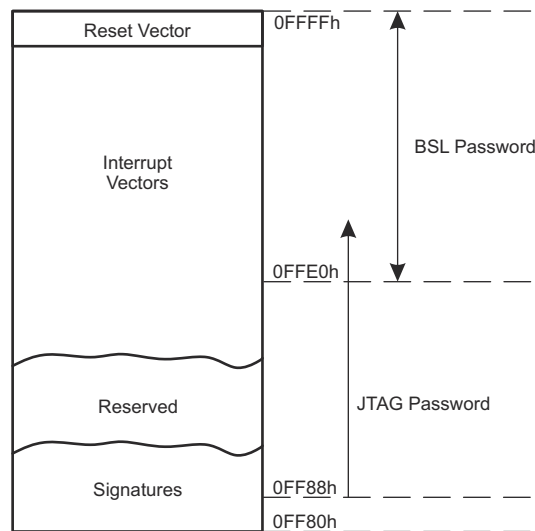 Reset Vector
0FFFFh
Interrupt
Vectors
BSL Password
0FFE0h
Reserved
JTAG Password
Signatures
0FF88h
0FF80h